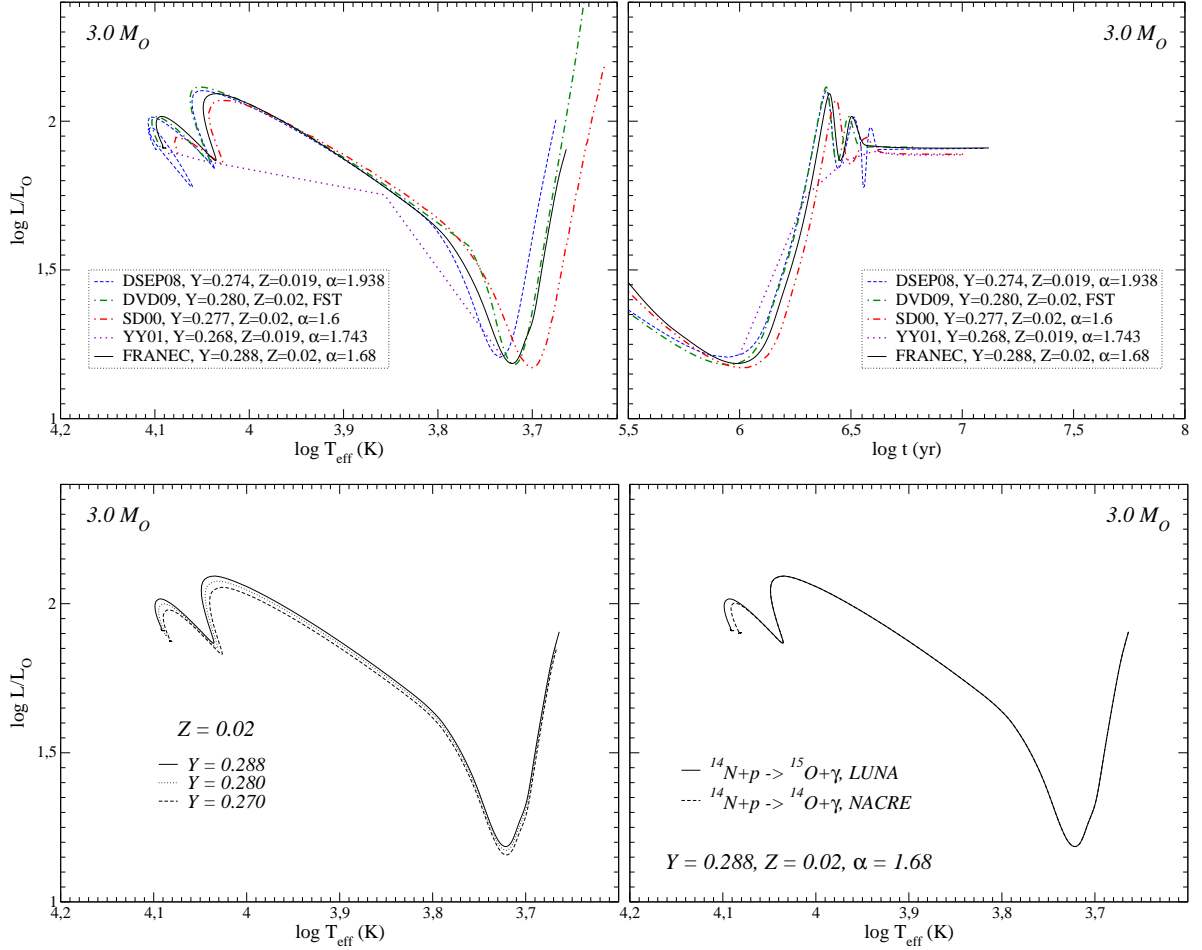 3.0 M_O
log L/L_O
2
1,5
1
DSEP08, Y=0.274, Z=0.019, α=1.938
DVD09, Y=0.280, Z=0.02, FST
SD00, Y=0.277, Z=0.02, α=1.6
YY01, Y=0.268, Z=0.019, α=1.743
FRANEC, Y=0.288, Z=0.02, α=1.68
4,2 4,1 4 3,9 3,8 3,7
log T_eff (K)
3.0 M_O
DSEP08, Y=0.274, Z=0.019, α=1.938
DVD09, Y=0.280, Z=0.02, FST
SD00, Y=0.277, Z=0.02, α=1.6
YY01, Y=0.268, Z=0.019, α=1.743
FRANEC, Y=0.288, Z=0.02, α=1.68
5,5 6 6,5 7 7,5 8
log t (yr)
3.0 M_O
log L/L_O
2
1,5
1
Z = 0.02
Y = 0.288
Y = 0.280
Y = 0.270
4,2 4,1 4 3,9 3,8 3,7
log T_eff (K)
3.0 M_O
^14N+p -> ^15O+γ, LUNA
^14N+p -> ^14O+γ, NACRE
Y = 0.288, Z = 0.02, α = 1.68
4,2 4,1 4 3,9 3,8 3,7
log T_eff (K)